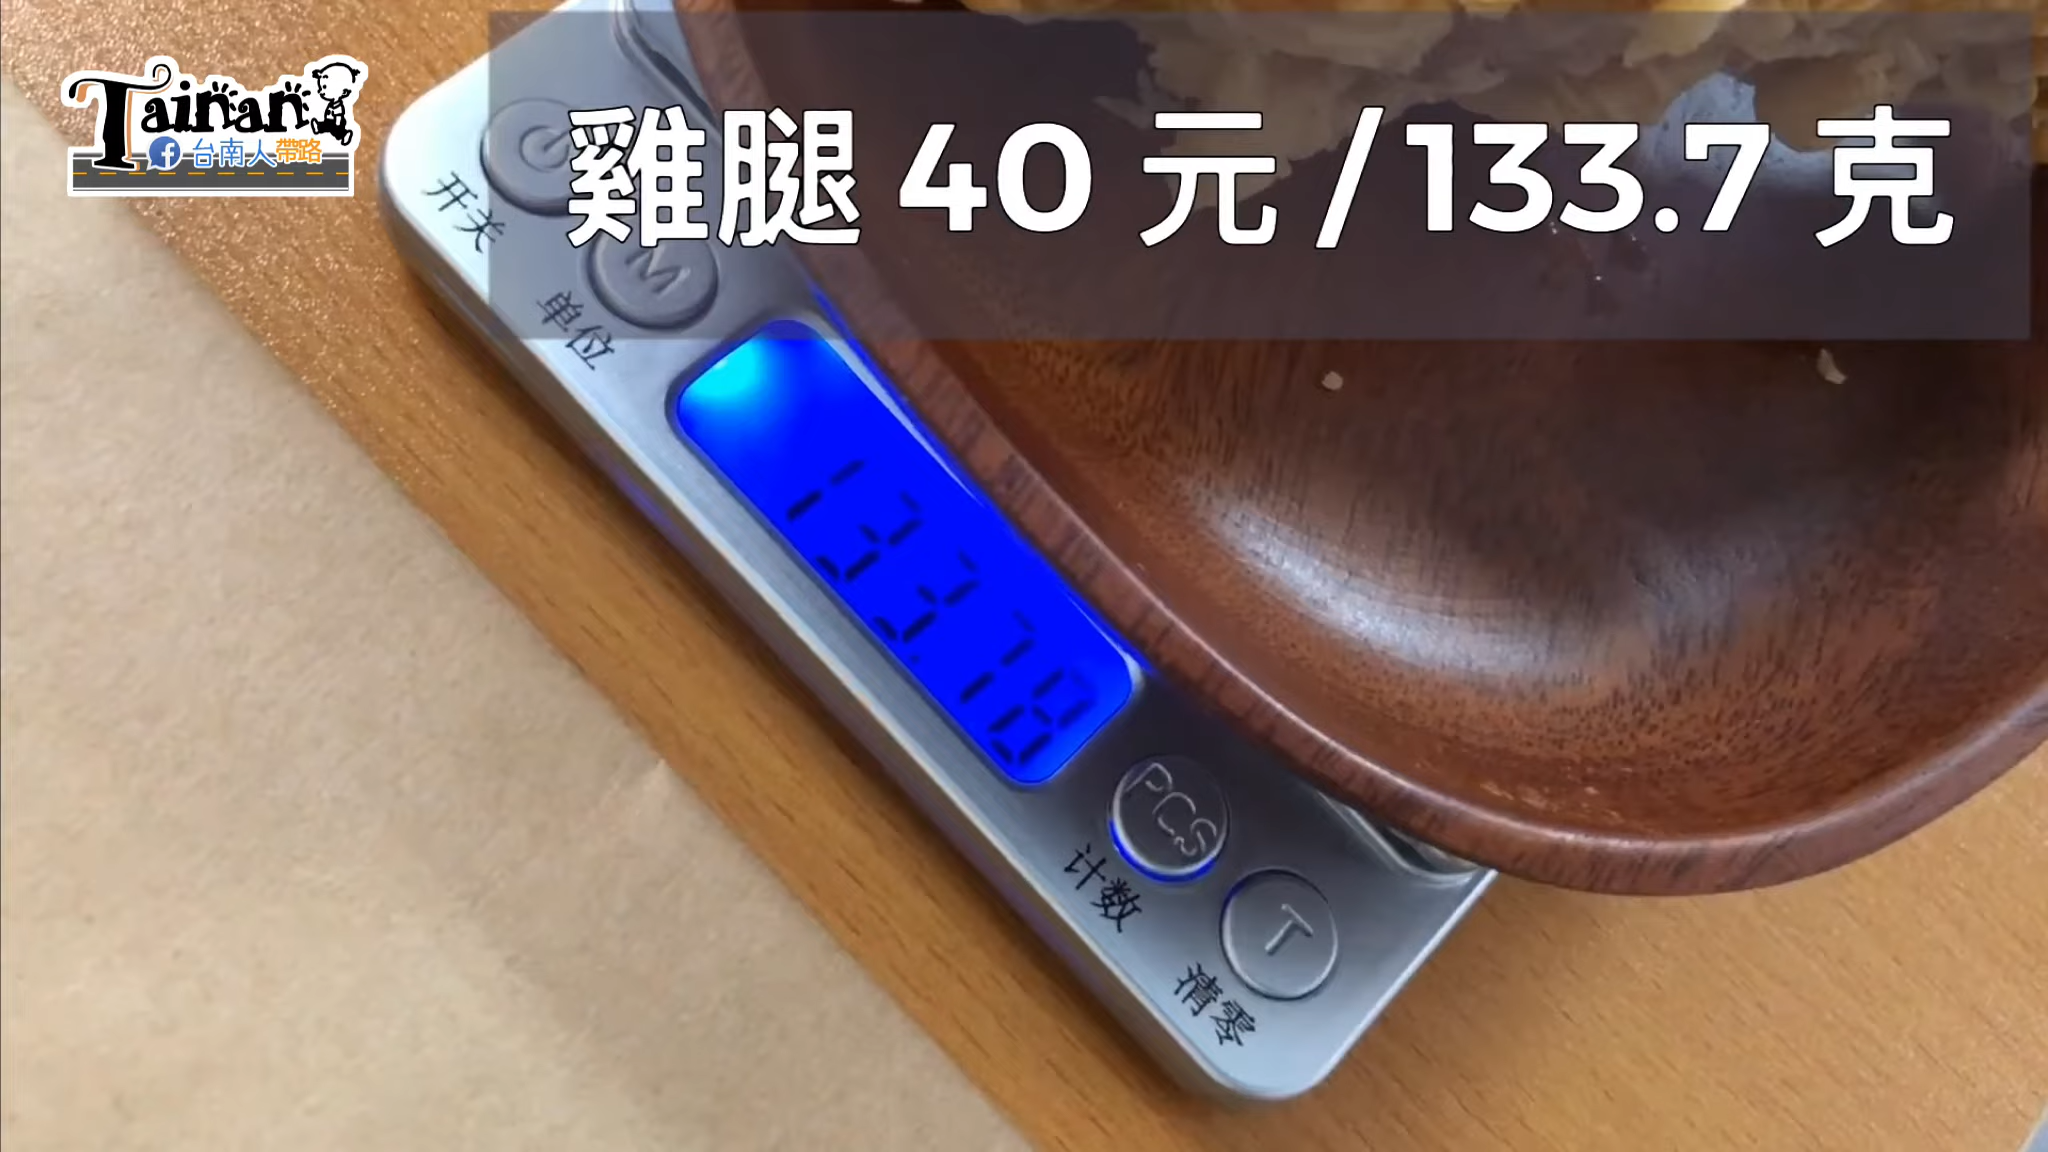 Tainan
台南人帶路
雞腿 40 元 / 133.7 克
开关
M
单位
133.78
PCS
计数
T
清零